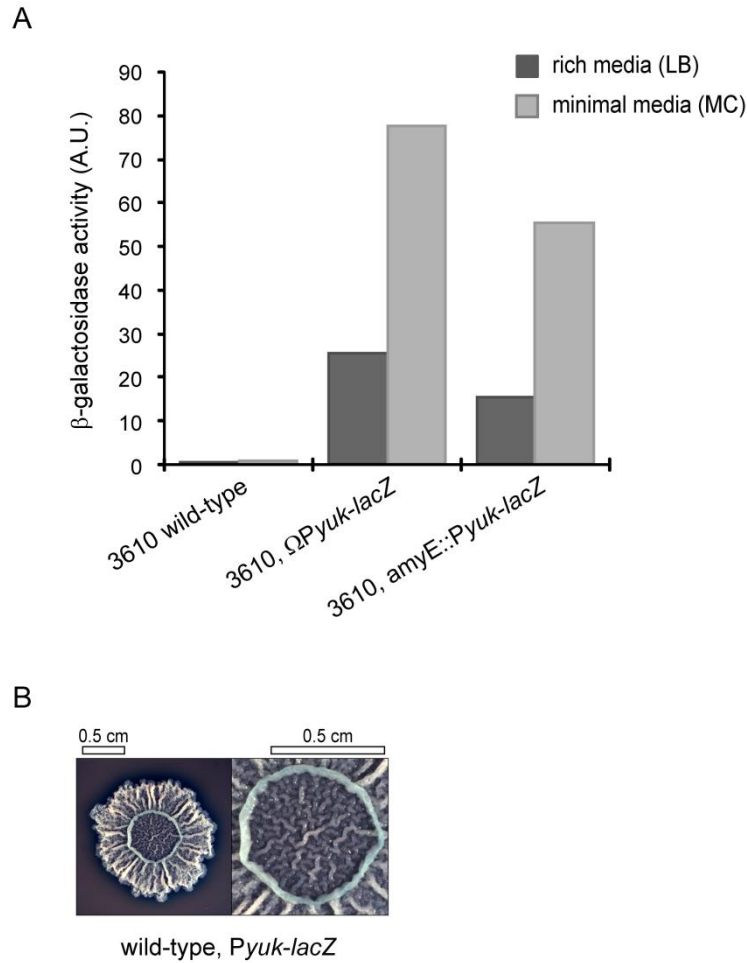 A
rich media (LB)
minimal media (MC)
β-galactosidase activity (A.U.)
90
80
70
60
50
40
30
20
10
0
3610 wild-type
3610, ΩPyuk-lacZ
3610, amyE::Pyuk-lacZ
B
0.5 cm
0.5 cm
wild-type, Pyuk-lacZ